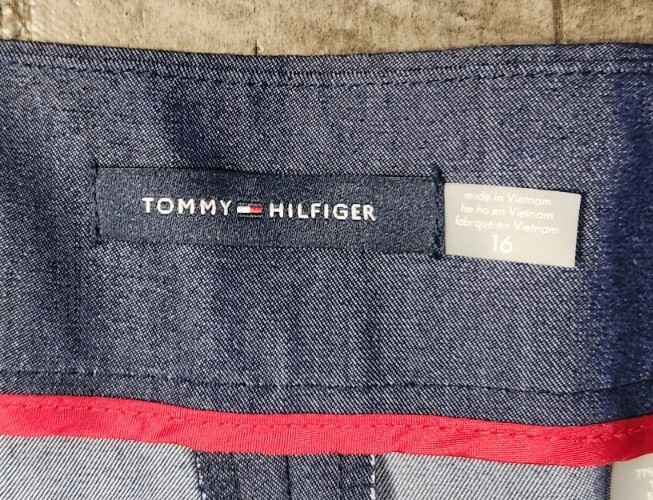 TOMMY HILFIGER
made in Vietnam
hecho en Vietnam
fabriqué en Vietnam
16